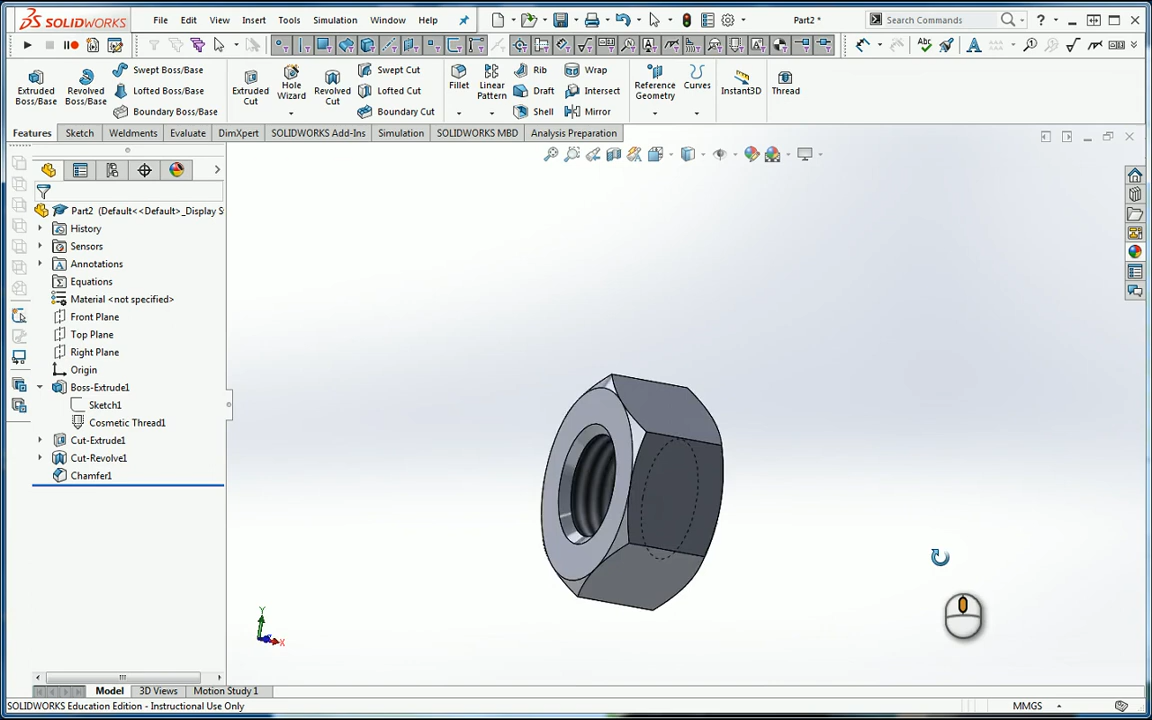 SOLIDWORKS
File Edit View Insert Tools Simulation Window Help
Part2 *
Search Commands
Extruded Boss/Base
Revolved Boss/Base
Swept Boss/Base
Lofted Boss/Base
Boundary Boss/Base
Extruded Cut
Hole Wizard
Revolved Cut
Swept Cut
Lofted Cut
Boundary Cut
Fillet
Linear Pattern
Rib
Draft
Shell
Wrap
Intersect
Mirror
Reference Geometry
Curves
Instant3D
Thread
Features Sketch Weldments Evaluate DimXpert SOLIDWORKS Add-Ins Simulation SOLIDWORKS MBD Analysis Preparation
Part2 (Default<<Default>_Display S
History
Sensors
Annotations
Equations
Material <not specified>
Front Plane
Top Plane
Right Plane
Origin
Boss-Extrude1
Sketch1
Cosmetic Thread1
Cut-Extrude1
Cut-Revolve1
Chamfer1
Y
X
Model 3D Views Motion Study 1
SOLIDWORKS Education Edition - Instructional Use Only
MMGS